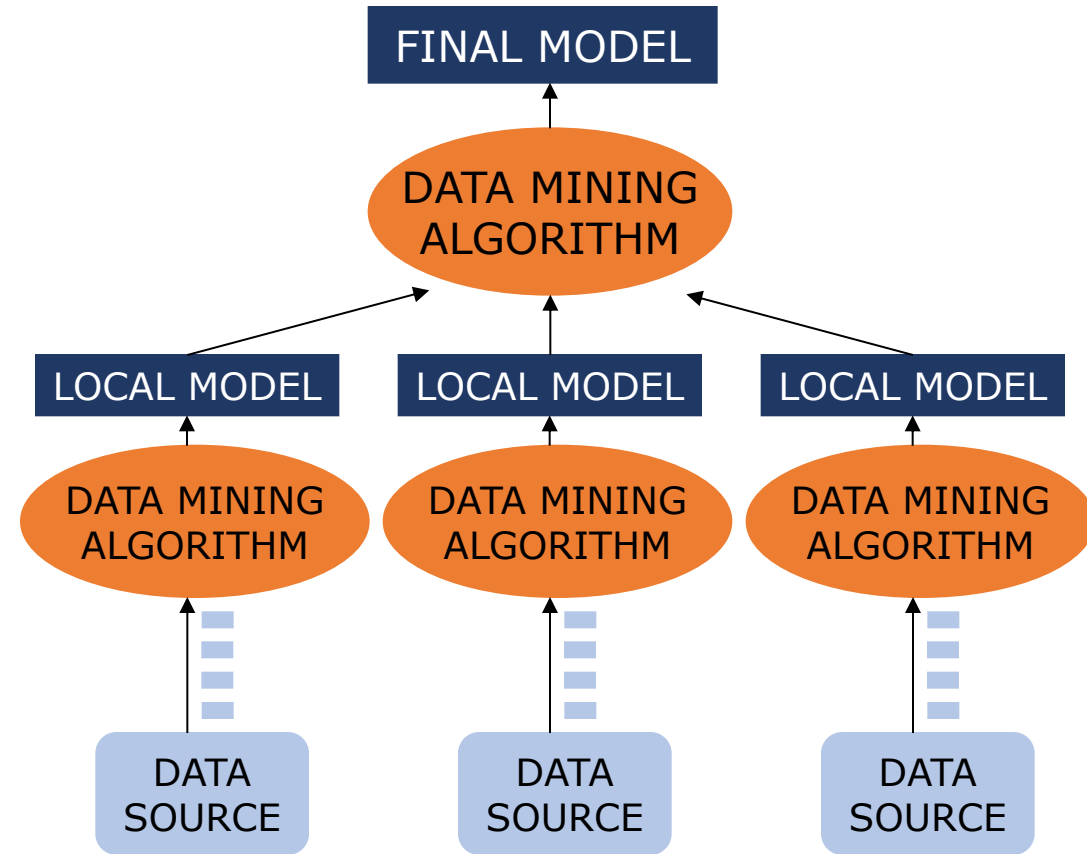 FINAL MODEL
DATA MINING
ALGORITHM
LOCAL MODEL
LOCAL MODEL
LOCAL MODEL
DATA MINING
ALGORITHM
DATA MINING
ALGORITHM
DATA MINING
ALGORITHM
DATA
SOURCE
DATA
SOURCE
DATA
SOURCE